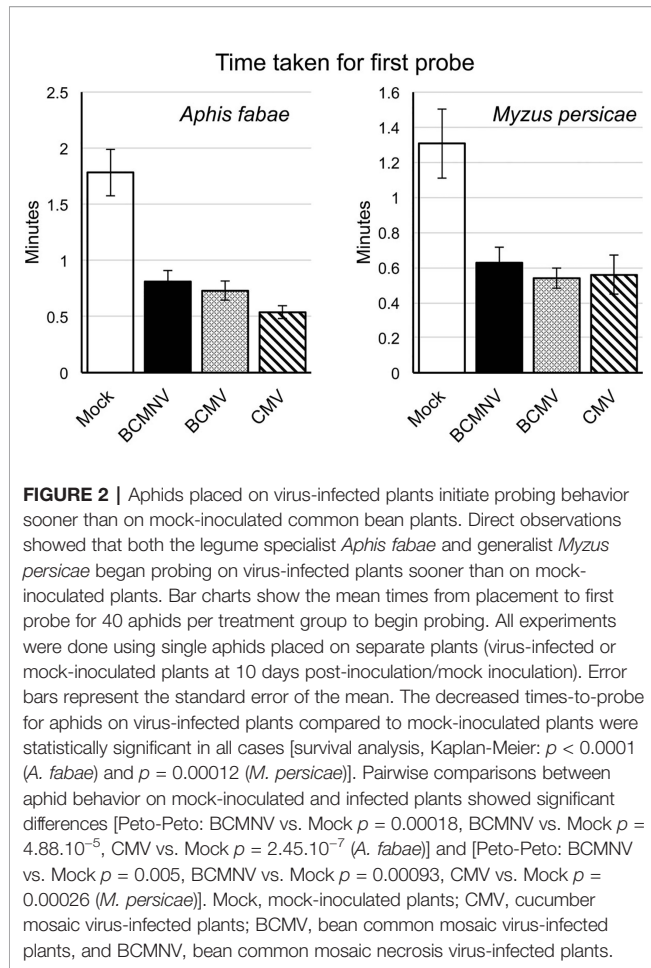 Time taken for first probe
Aphis fabae
Minutes
2.5
2
1.5
1
0.5
0
Mock
BCMNV
BCMV
CMV
Myzus persicae
Minutes
1.6
1.4
1.2
1
0.8
0.6
0.4
0.2
0
Mock
BCMNV
BCMV
CMV
FIGURE 2 | Aphids placed on virus-infected plants initiate probing behavior
sooner than on mock-inoculated common bean plants. Direct observations
showed that both the legume specialist Aphis fabae and generalist Myzus
persicae began probing on virus-infected plants sooner than on mock-
inoculated plants. Bar charts show the mean times from placement to first
probe for 40 aphids per treatment group to begin probing. All experiments
were done using single aphids placed on separate plants (virus-infected or
mock-inoculated plants at 10 days post-inoculation/mock inoculation). Error
bars represent the standard error of the mean. The decreased times-to-probe
for aphids on virus-infected plants compared to mock-inoculated plants were
statistically significant in all cases [survival analysis, Kaplan-Meier: p < 0.0001
(A. fabae) and p = 0.00012 (M. persicae)]. Pairwise comparisons between
aphid behavior on mock-inoculated and infected plants showed significant
differences [Peto-Peto: BCMNV vs. Mock p = 0.00018, BCMNV vs. Mock p =
4.88.10⁻⁵, CMV vs. Mock p = 2.45.10⁻⁷ (A. fabae)] and [Peto-Peto: BCMNV
vs. Mock p = 0.005, BCMNV vs. Mock p = 0.00093, CMV vs. Mock p =
0.00026 (M. persicae)]. Mock, mock-inoculated plants; CMV, cucumber
mosaic virus-infected plants; BCMV, bean common mosaic virus-infected
plants, and BCMNV, bean common mosaic necrosis virus-infected plants.